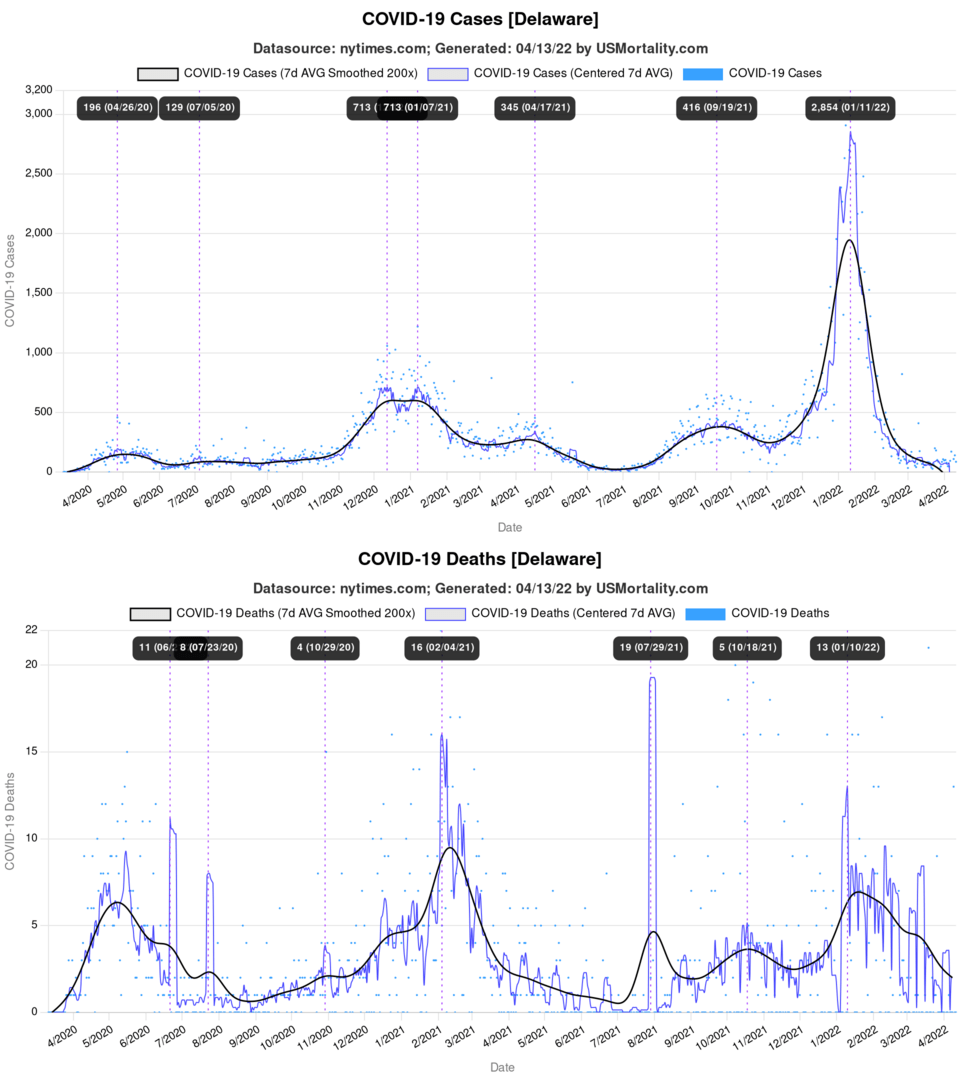 COVID-19 Cases [Delaware]
Datasource: nytimes.com; Generated: 04/13/22 by USMortality.com
COVID-19 Cases (7d AVG Smoothed 200x) COVID-19 Cases (Centered 7d AVG) COVID-19 Cases
3,200
196 (04/26/20) 129 (07/05/20) 713 ( 713 (01/07/21) 345 (04/17/21) 416 (09/19/21) 2,854 (01/11/22)
3,000
2,500
2,000
1,500
1,000
500
0
COVID-19 Cases
4/2020 5/2020 6/2020 7/2020 8/2020 9/2020 10/2020 11/2020 12/2020 1/2021 2/2021 3/2021 4/2021 5/2021 6/2021 7/2021 8/2021 9/2021 10/2021 11/2021 12/2021 1/2022 2/2022 3/2022 4/2022
Date
COVID-19 Deaths [Delaware]
Datasource: nytimes.com; Generated: 04/13/22 by USMortality.com
COVID-19 Deaths (7d AVG Smoothed 200x) COVID-19 Deaths (Centered 7d AVG) COVID-19 Deaths
22
11 (06/ 8 (07/23/20) 4 (10/29/20) 16 (02/04/21) 19 (07/29/21) 5 (10/18/21) 13 (01/10/22)
20
15
10
5
0
COVID-19 Deaths
4/2020 5/2020 6/2020 7/2020 8/2020 9/2020 10/2020 11/2020 12/2020 1/2021 2/2021 3/2021 4/2021 5/2021 6/2021 7/2021 8/2021 9/2021 10/2021 11/2021 12/2021 1/2022 2/2022 3/2022 4/2022
Date